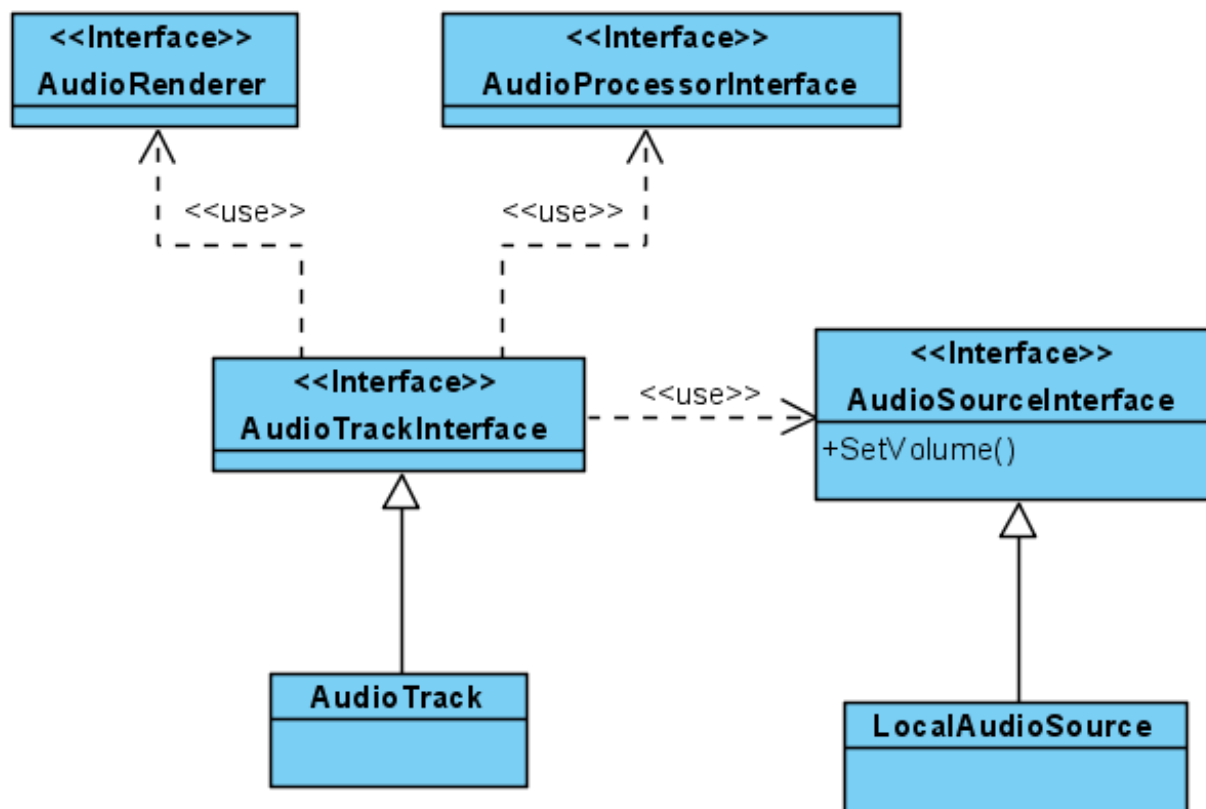 <<Interface>>
AudioRenderer
<<Interface>>
AudioProcessorInterface
<<use>>
<<use>>
<<Interface>>
AudioTrackInterface
<<use>>
<<Interface>>
AudioSourceInterface
+SetVolume()
AudioTrack
LocalAudioSource